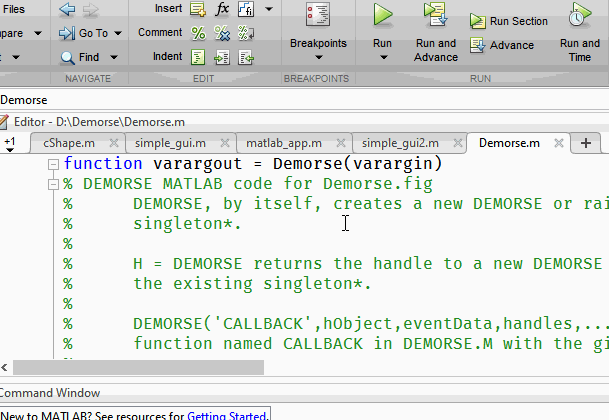 Files
Insert
fx
Run Section
mpare
Go To
Comment
Advance
Find
Indent
Breakpoints
Run
Run and
Advance
Run and
Time
NAVIGATE
EDIT
BREAKPOINTS
RUN
Demorse
Editor - D:\Demorse\Demorse.m
+1
cShape.m
simple_gui.m
matlab_app.m
simple_gui2.m
Demorse.m
function varargout = Demorse(varargin)
% DEMORSE MATLAB code for Demorse.fig
% DEMORSE, by itself, creates a new DEMORSE or rai
% singleton*.
%
% H = DEMORSE returns the handle to a new DEMORSE
% the existing singleton*.
%
% DEMORSE('CALLBACK',hObject,eventData,handles,...
% function named CALLBACK in DEMORSE.M with the gi
Command Window
New to MATLAB? See resources for Getting Started.